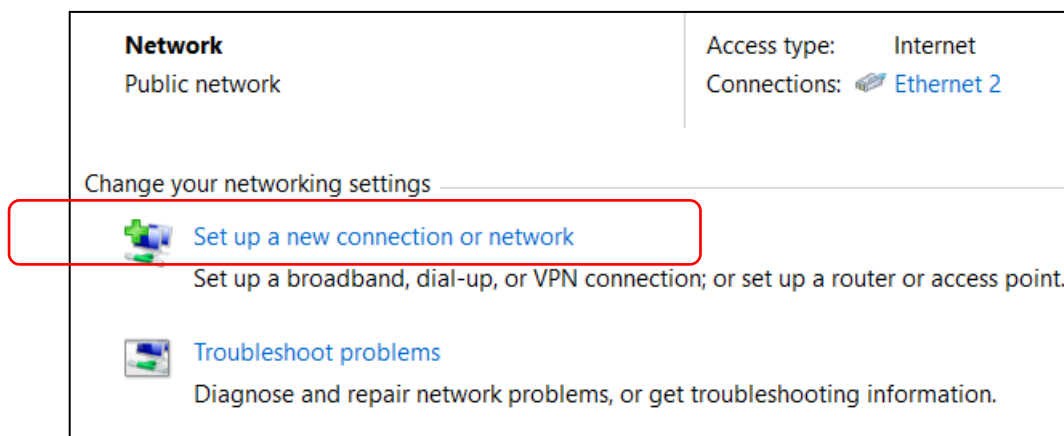 Network
Public network
Access type: Internet
Connections: Ethernet 2
Change your networking settings
Set up a new connection or network
Set up a broadband, dial-up, or VPN connection; or set up a router or access point.
Troubleshoot problems
Diagnose and repair network problems, or get troubleshooting information.